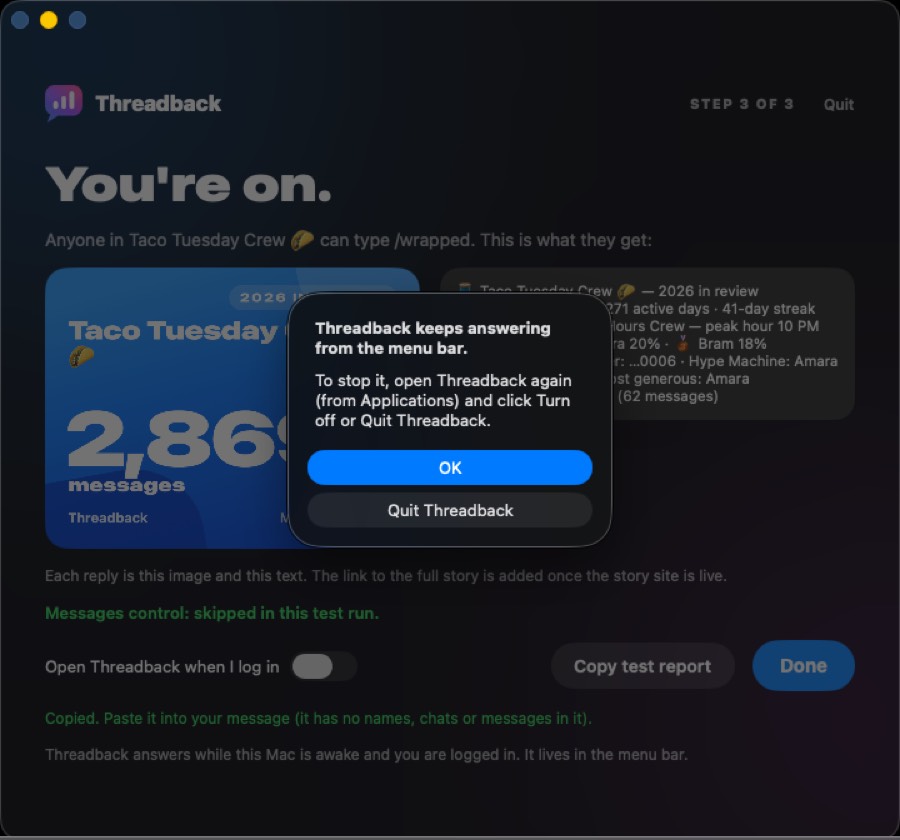 Threadback
STEP 3 OF 3
Quit
You're on.
Anyone in Taco Tuesday Crew 🌮 can type /wrapped. This is what they get:
2026 I
Taco Tuesday
🌮
2,869
messages
Threadback
M
Taco Tuesday Crew 🌮 — 2026 in review
271 active days · 41-day streak
Hours Crew — peak hour 10 PM
ra 20% · Bram 18%
r: ...0006 · Hype Machine: Amara
ost generous: Amara
(62 messages)
Threadback keeps answering
from the menu bar.
To stop it, open Threadback again
(from Applications) and click Turn
off or Quit Threadback.
OK
Quit Threadback
Each reply is this image and this text. The link to the full story is added once the story site is live.
Messages control: skipped in this test run.
Open Threadback when I log in
Copy test report
Done
Copied. Paste it into your message (it has no names, chats or messages in it).
Threadback answers while this Mac is awake and you are logged in. It lives in the menu bar.